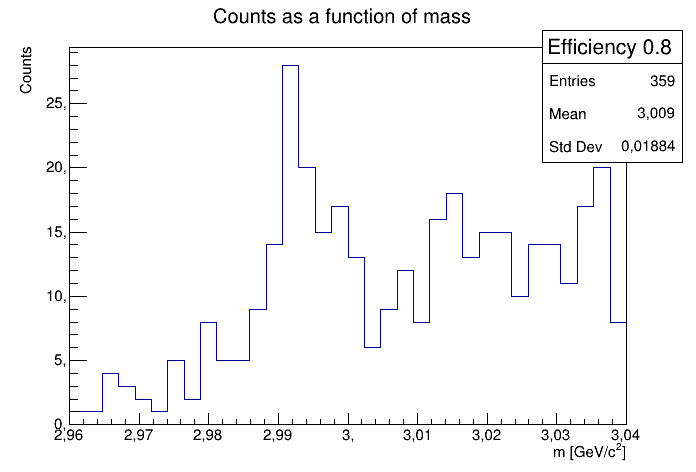 Counts as a function of mass
Efficiency 0.8
Entries 359
Mean 3,009
Std Dev 0,01884
Counts
25,
20,
15,
10,
5,
0,
2,96 2,97 2,98 2,99 3, 3,01 3,02 3,03 3,04
m [GeV/c²]